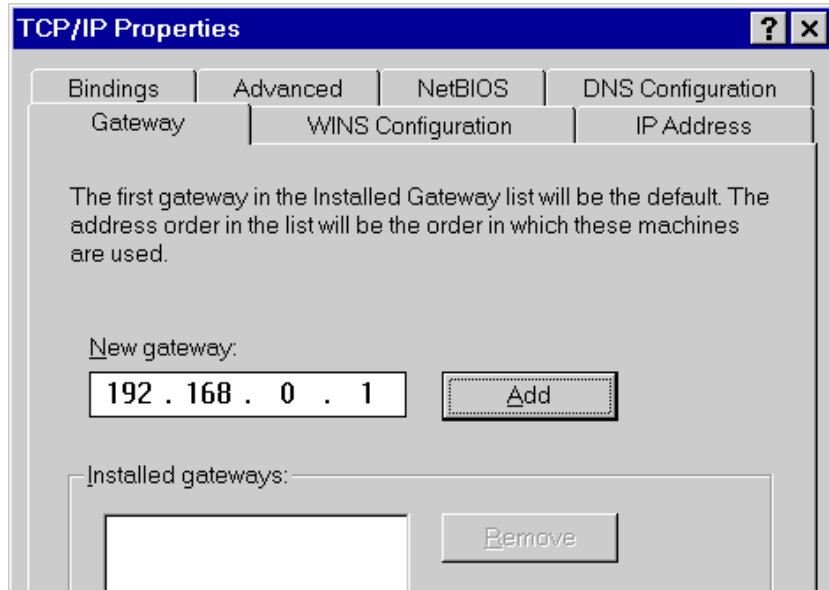 TCP/IP Properties
? ×
Bindings Advanced NetBIOS DNS Configuration
Gateway WINS Configuration IP Address
The first gateway in the Installed Gateway list will be the default. The
address order in the list will be the order in which these machines
are used.
New gateway:
192 . 168 . 0 . 1 Add
Installed gateways:
Remove